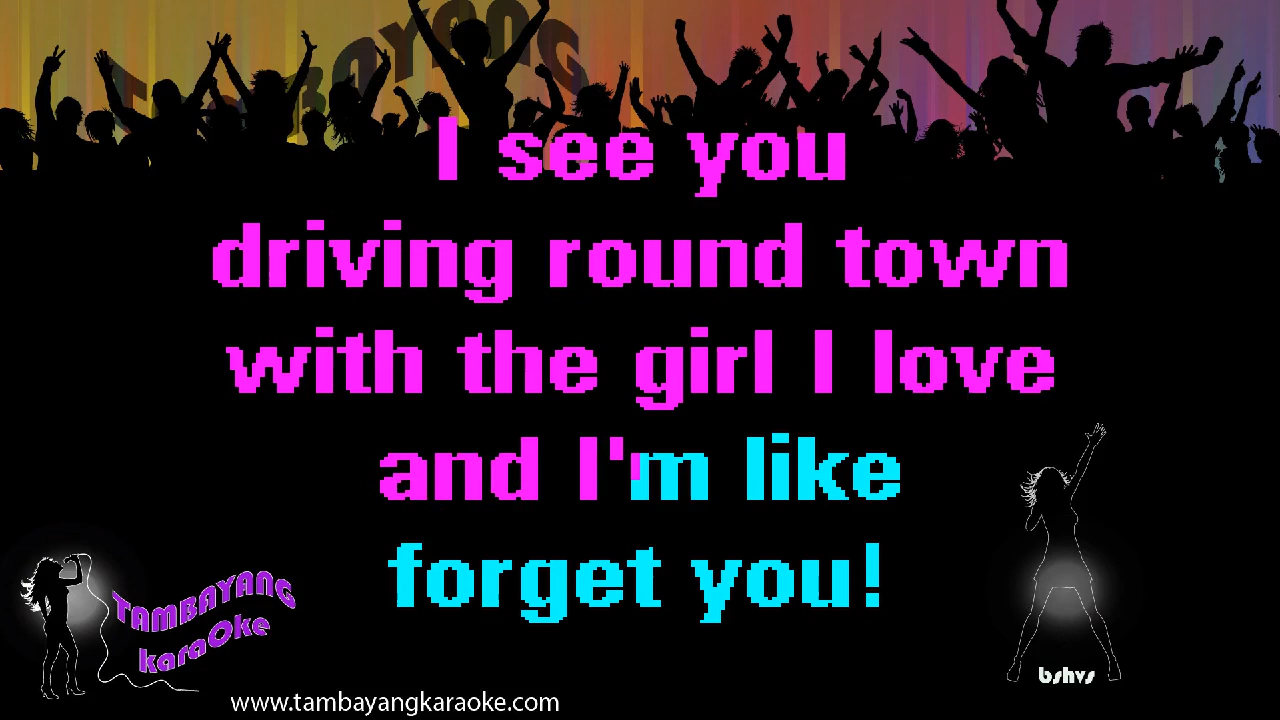 TAMBAYANG
I see you
driving round town
with the girl I love
and I'm like
forget you!
TAMBAYANG
karaOke
bshvs
www.tambayangkaraoke.com